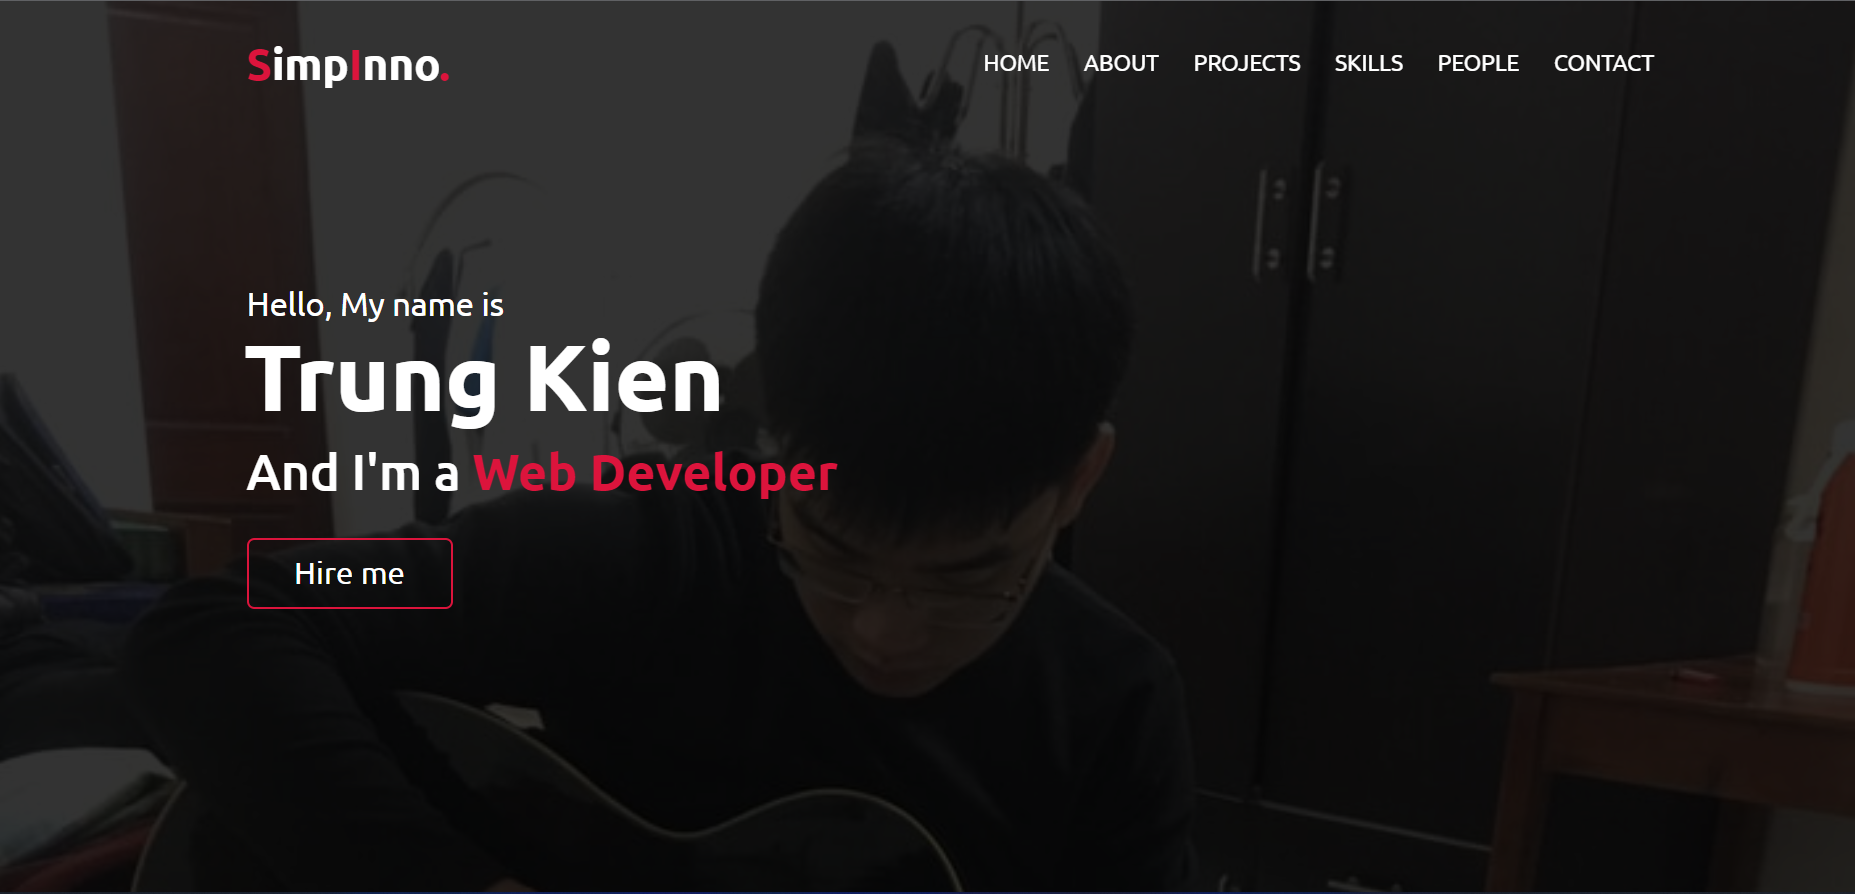 SimpInno.
HOME ABOUT PROJECTS SKILLS PEOPLE CONTACT
Hello, My name is
Trung Kien
And I'm a Web Developer
Hire me